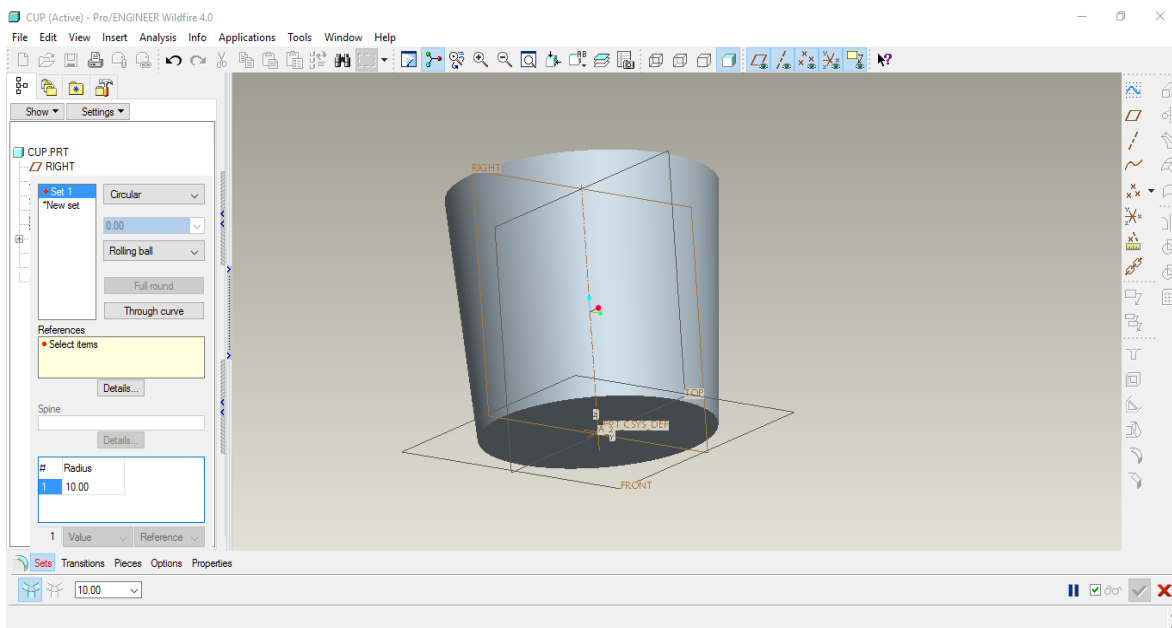 CUP (Active) - Pro/ENGINEER Wildfire 4.0
File Edit View Insert Analysis Info Applications Tools Window Help
Show Settings
CUP.PRT
RIGHT
Set 1
*New set
Circular
0.00
Rolling ball
Full round
Through curve
References
Select items
Details...
Spine
Details...
# Radius
1 10.00
1 Value Reference
RIGHT
TOP
PRT_CSYS_DEF
A_2
Y
FRONT
Sets Transitions Pieces Options Properties
10.00